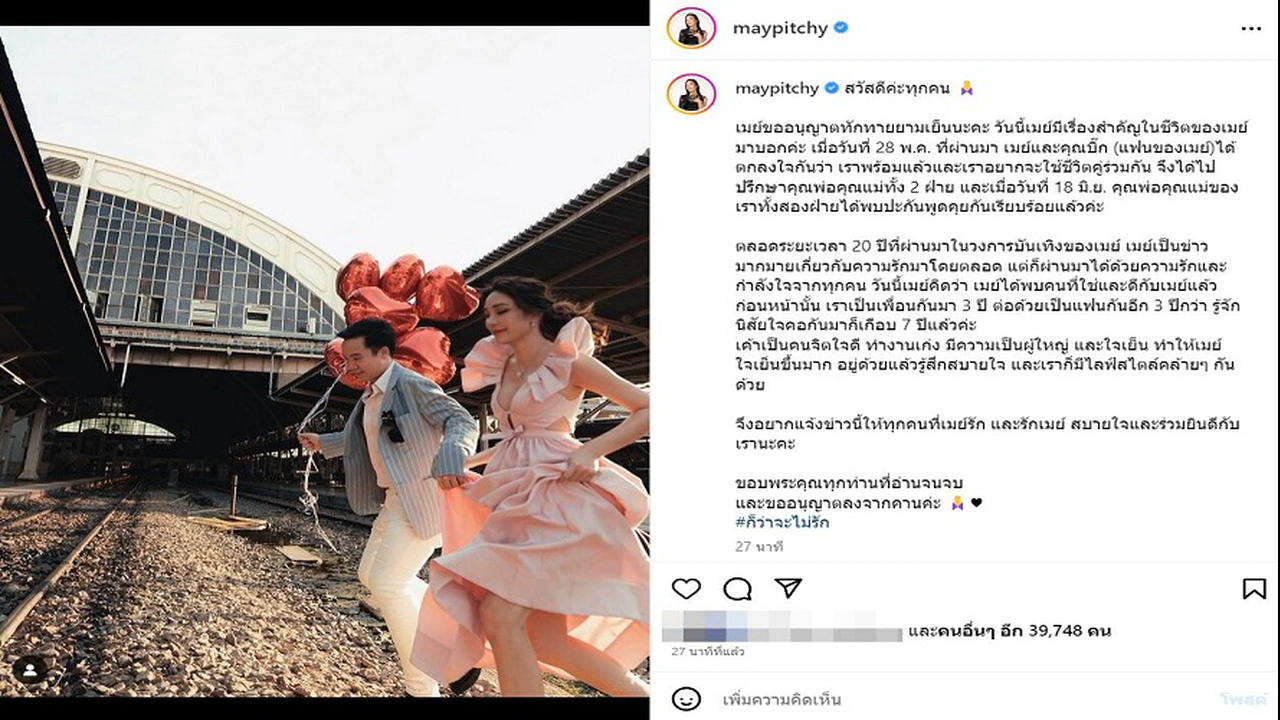 maypitchy
maypitchy สวัสดีค่ะทุกคน
เมย์ขออนุญาตทักทายยามเย็นนะคะ วันนี้เมย์มีเรื่องสำคัญในชีวิตของเมย์
มาบอกค่ะ เมื่อวันที่ 28 พ.ค. ที่ผ่านมา เมย์และคุณบิ๊ก (แฟนของเมย์)ได้
ตกลงใจกันว่า เราพร้อมแล้วและเราอยากจะใช้ชีวิตคู่ร่วมกัน จึงได้ไป
ปรึกษาคุณพ่อคุณแม่ทั้ง 2 ฝ่าย และเมื่อวันที่ 18 มิ.ย. คุณพ่อคุณแม่ของ
เราทั้งสองฝ่ายได้พบปะกันพูดคุยกันเรียบร้อยแล้วค่ะ
ตลอดระยะเวลา 20 ปีที่ผ่านมาในวงการบันเทิงของเมย์ เมย์เป็นข่าว
มากมายเกี่ยวกับความรักมาโดยตลอด แต่ก็ผ่านมาได้ด้วยความรักและ
กำลังใจจากทุกคน วันนี้เมย์คิดว่า เมย์ได้พบคนที่ใช่และดีกับเมย์แล้ว
ก่อนหน้านั้น เราเป็นเพื่อนกันมา 3 ปี ต่อด้วยเป็นแฟนกันอีก 3 ปีกว่า รู้จัก
นิสัยใจคอกันมาก็เกือบ 7 ปีแล้วค่ะ
เค้าเป็นคนจิตใจดี ทำงานเก่ง มีความเป็นผู้ใหญ่ และใจเย็น ทำให้เมย์
ใจเย็นขึ้นมาก อยู่ด้วยแล้วรู้สึกสบายใจ และเราก็มีไลฟ์สไตล์คล้ายๆ กัน
ด้วย
จึงอยากแจ้งข่าวนี้ให้ทุกคนที่เมย์รัก และรักเมย์ สบายใจและร่วมยินดีกับ
เรานะคะ
ขอบพระคุณทุกท่านที่อ่านจนจบ
และขออนุญาตลงจากคานค่ะ
#ก็ว่าจะไม่รัก
27 นาที
และคนอื่นๆ อีก 39,748 คน
27 นาทีที่แล้ว
เพิ่มความคิดเห็น
โพสต์